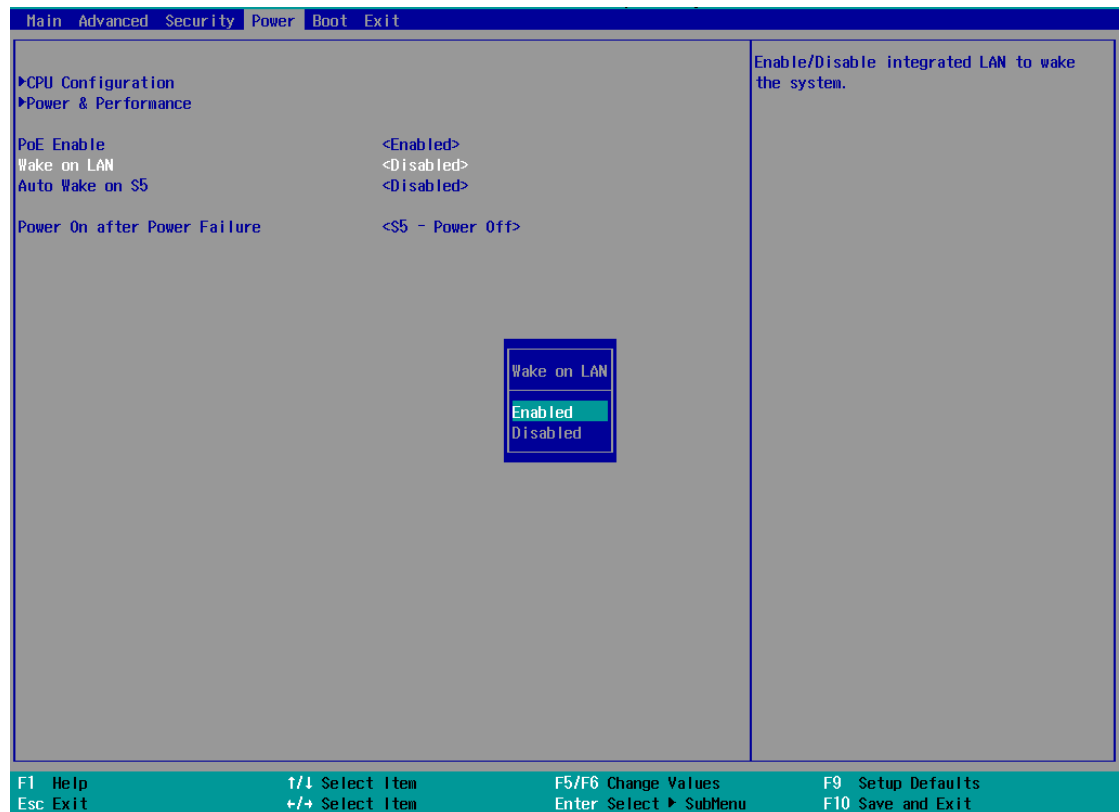 Main Advanced Security Power Boot Exit
▶CPU Configuration
▶Power & Performance
PoE Enable <Enabled>
Wake on LAN <Disabled>
Auto Wake on S5 <Disabled>
Power On after Power Failure <S5 - Power Off>
Enable/Disable integrated LAN to wake
the system.
Wake on LAN
Enabled
Disabled
F1 Help ↑/↓ Select Item F5/F6 Change Values F9 Setup Defaults
Esc Exit ←/→ Select Item Enter Select ▶ SubMenu F10 Save and Exit